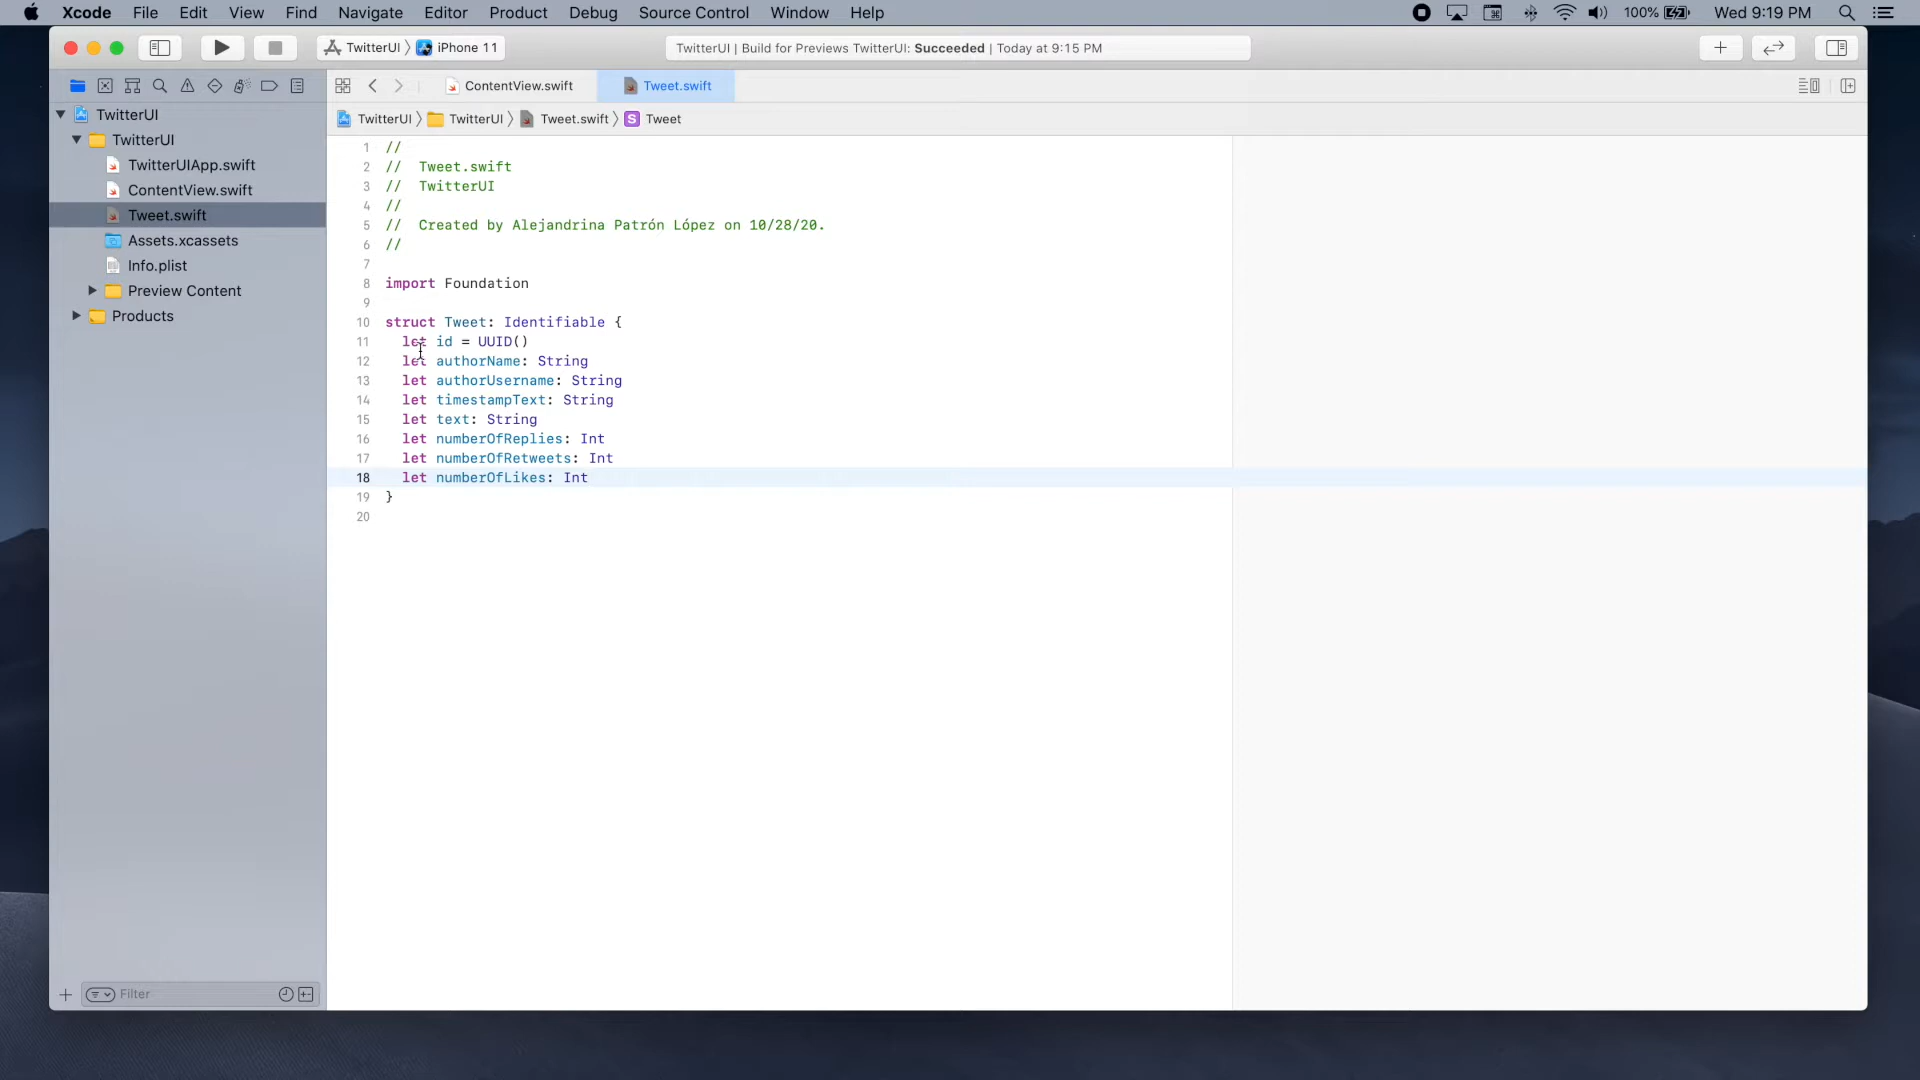 Xcode File Edit View Find Navigate Editor Product Debug Source Control Window Help 100% Wed 9:19 PM
TwitterUI 〉 iPhone 11 TwitterUI | Build for Previews TwitterUI: Succeeded | Today at 9:15 PM
ContentView.swift Tweet.swift
TwitterUI 〉 TwitterUI 〉 Tweet.swift 〉 S Tweet
TwitterUI
TwitterUI
TwitterUIApp.swift
ContentView.swift
Tweet.swift
Assets.xcassets
Info.plist
Preview Content
Products
Filter
1 //
2 //  Tweet.swift
3 //  TwitterUI
4 //
5 //  Created by Alejandrina Patrón López on 10/28/20.
6 //
7
8 import Foundation
9
10 struct Tweet: Identifiable {
11   let id = UUID()
12   let authorName: String
13   let authorUsername: String
14   let timestampText: String
15   let text: String
16   let numberOfReplies: Int
17   let numberOfRetweets: Int
18   let numberOfLikes: Int
19 }
20